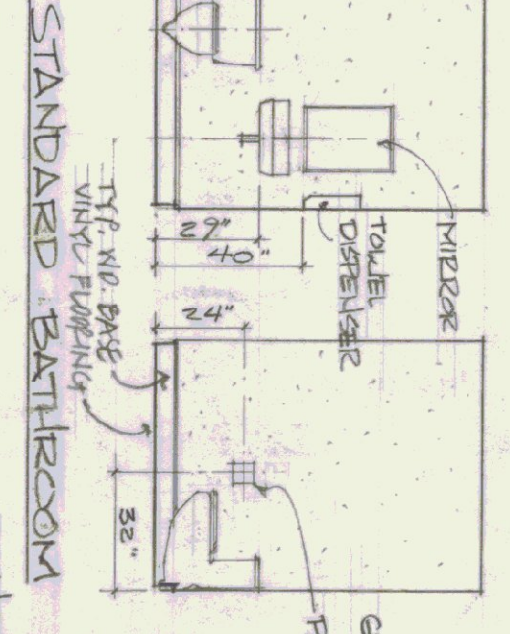 MIRROR
TOWEL
DISPENSER
29"
40"
24"
TYP. WD. BASE
VINYL FLOORING
32"
STANDARD BATHROOM